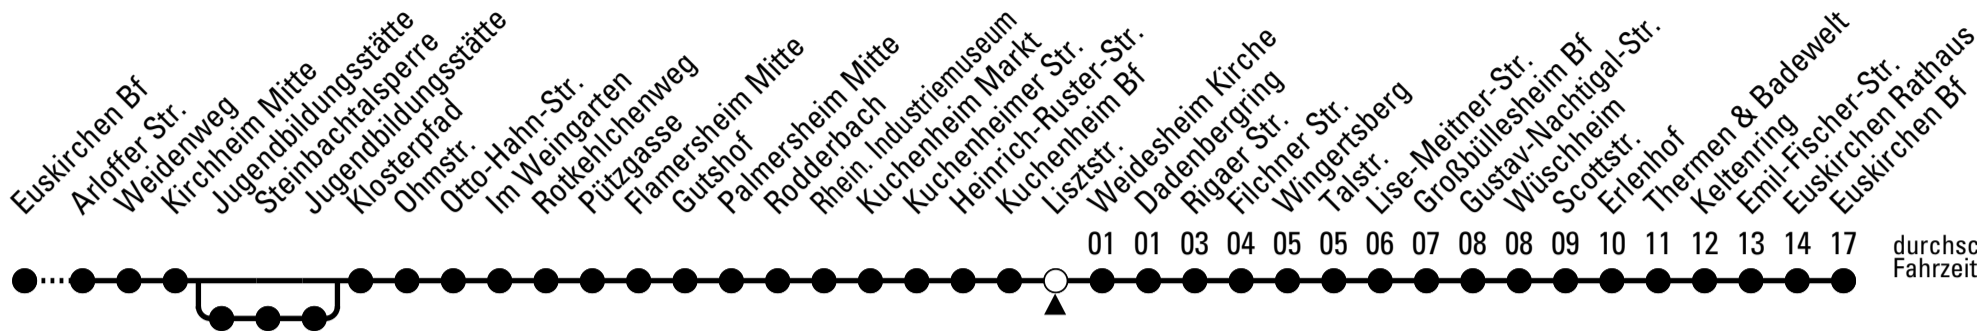 Euskirchen Bf
Arloffer Str.
Weidenweg
Kirchheim Mitte
Jugendbildungsstätte
Steinbachtalsperre
Jugendbildungsstätte
Klosterpfad
Ohmstr.
Otto-Hahn-Str.
Im Weingarten
Rotkehlchenweg
Pützgasse
Flamersheim Mitte
Gutshof
Palmersheim Mitte
Rodderbach
Rhein. Industriemuseum
Kuchenheim Markt
Kuchenheimer Str.
Heinrich-Ruster-Str.
Kuchenheim Bf
Lisztstr.
Weidesheim Kirche
Dadenbergring
Rigaer Str.
Filchner Str.
Wingertsberg
Talstr.
Lise-Meitner-Str.
Großbüllesheim Bf
Gustav-Nachtigal-Str.
Wüschheim
Scottstr.
Erlenhof
Thermen & Badewelt
Keltenring
Emil-Fischer-Str.
Euskirchen Rathaus
Euskirchen Bf
01 01 03 04 05 05 06 07 08 08 09 10 11 12 13 14 17
durchsc
Fahrzeit